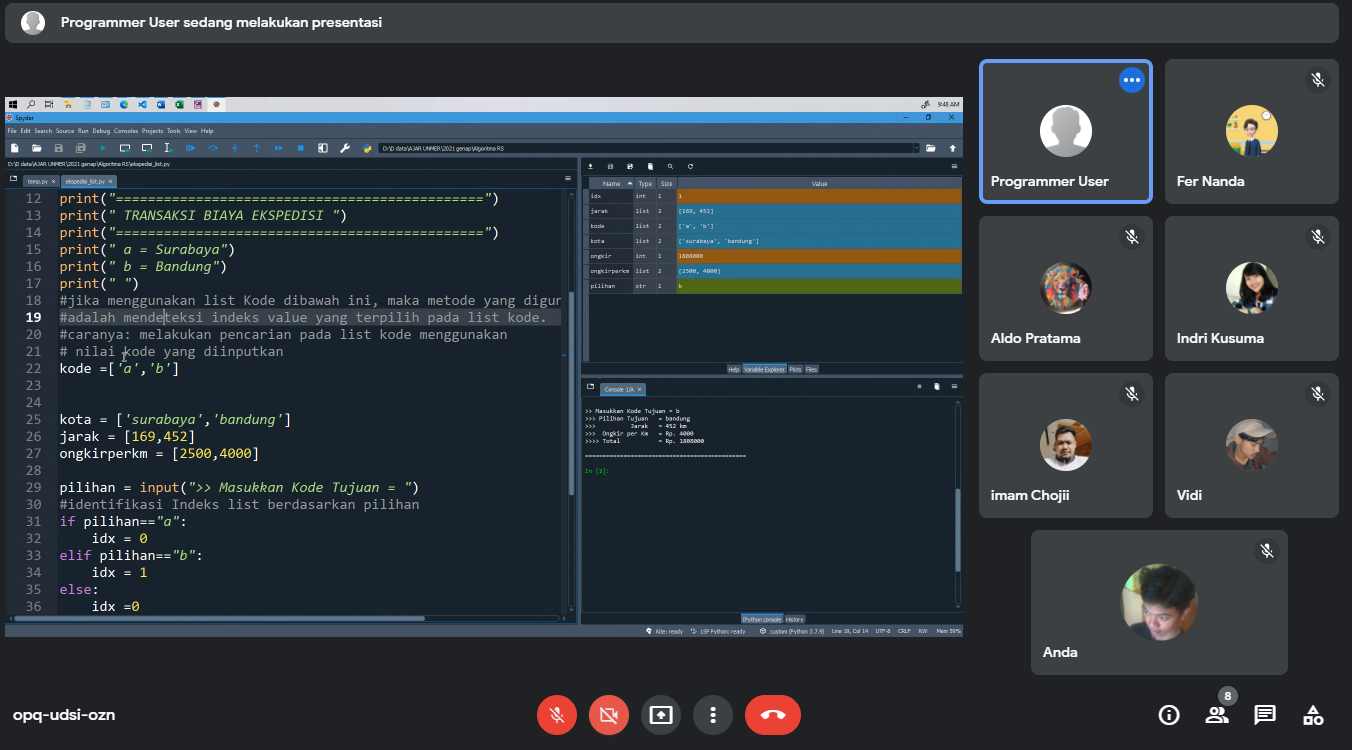 Programmer User sedang melakukan presentasi
9:48 AM
Spyder
File Edit Search Source Run Debug Consoles Projects Tools View Help
D:\D data\AJAR UNMER\2021 genap\Algoritma RS
D:\D data\AJAR UNMER\2021 genap\Algoritma RS\ekspedisi_list.py
temp.py ekspedisi_list.py
12 print("==============================================")
13 print(" TRANSAKSI BIAYA EKSPEDISI ")
14 print("==============================================")
15 print(" a = Surabaya")
16 print(" b = Bandung")
17 print(" ")
18 #jika menggunakan list Kode dibawah ini, maka metode yang digur
19 #adalah mendeteksi indeks value yang terpilih pada list kode.
20 #caranya: melakukan pencarian pada list kode menggunakan
21 # nilai kode yang diinputkan
22 kode =['a','b']
23
24
25 kota = ['surabaya','bandung']
26 jarak = [169,452]
27 ongkirperkm = [2500,4000]
28
29 pilihan = input(">> Masukkan Kode Tujuan = ")
30 #identifikasi Indeks list berdasarkan pilihan
31 if pilihan=="a":
32 idx = 0
33 elif pilihan=="b":
34 idx = 1
35 else:
36 idx =0
Name Type Size Value
idx int 1 1
jarak list 2 [169, 452]
kode list 2 ['a', 'b']
kota list 2 ['surabaya', 'bandung']
ongkir int 1 1808000
ongkirperkm list 2 [2500, 4000]
pilihan str 1 b
Help Variable Explorer Plots Files
Console 1/A
>> Masukkan Kode Tujuan = b
>>> Pilihan Tujuan = bandung
>>> Jarak = 452 km
>>> Ongkir per Km = Rp. 4000
>>>> Total = Rp. 1808000
==============================================
In [2]:
IPython console History
Kite: ready LSP Python: ready custom (Python 3.7.9) Line 19, Col 14 UTF-8 CRLF RW Mem 59%
Programmer User
Fer Nanda
Aldo Pratama
Indri Kusuma
imam Chojii
Vidi
Anda
opq-udsi-ozn
8